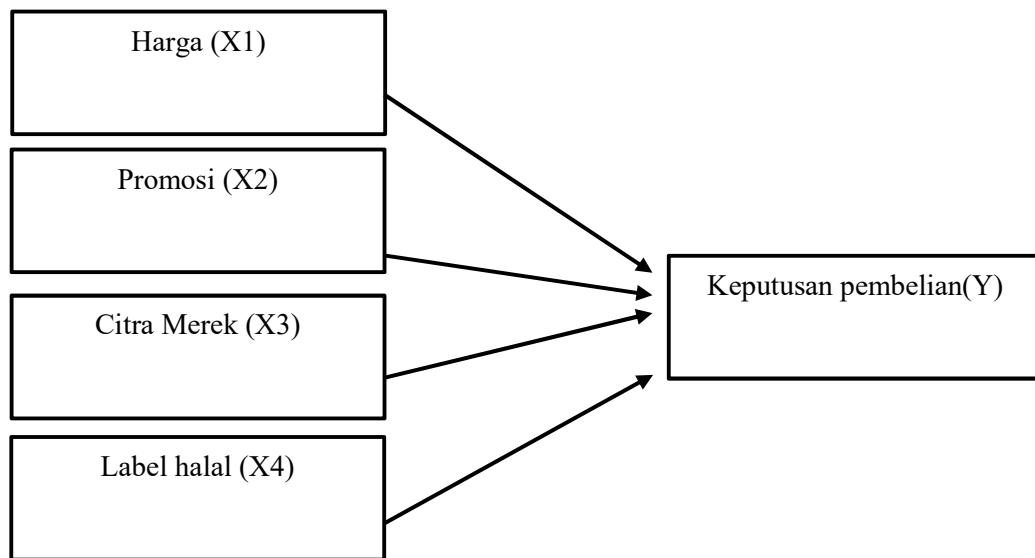 Harga (X1)
Promosi (X2)
Citra Merek (X3)
Label halal (X4)
Keputusan pembelian(Y)